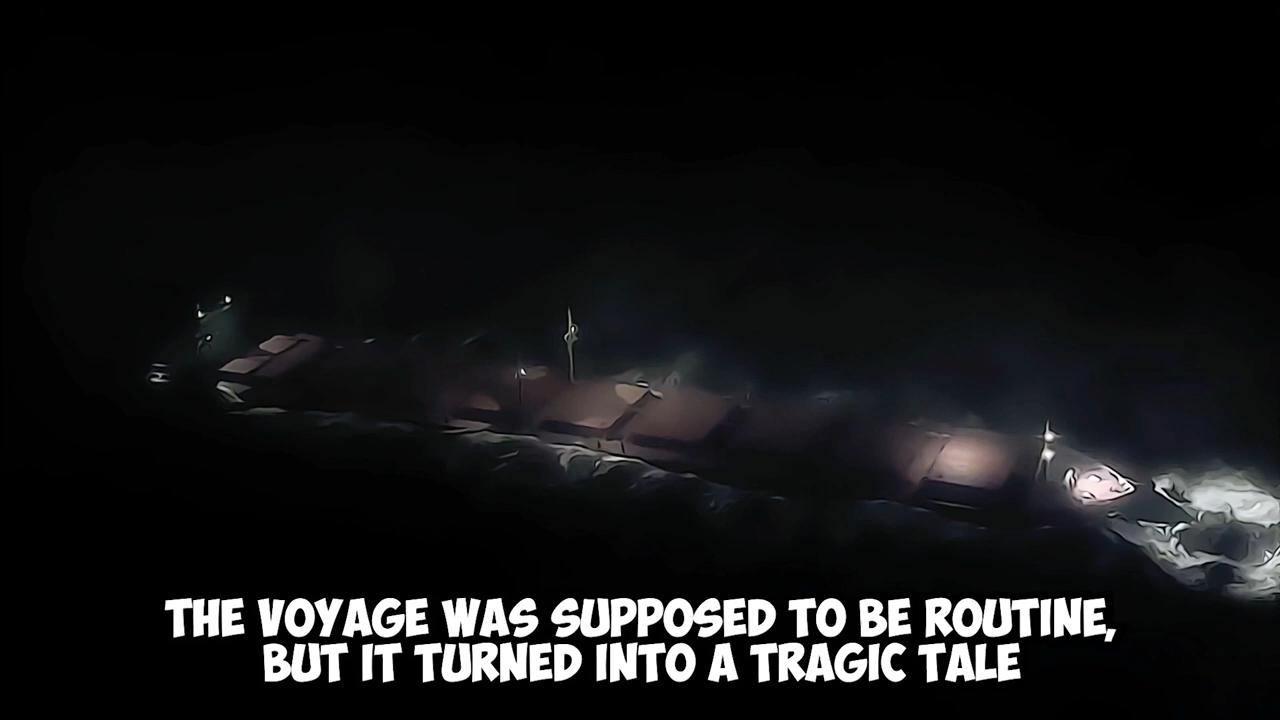 THE VOYAGE WAS SUPPOSED TO BE ROUTINE,
BUT IT TURNED INTO A TRAGIC TALE